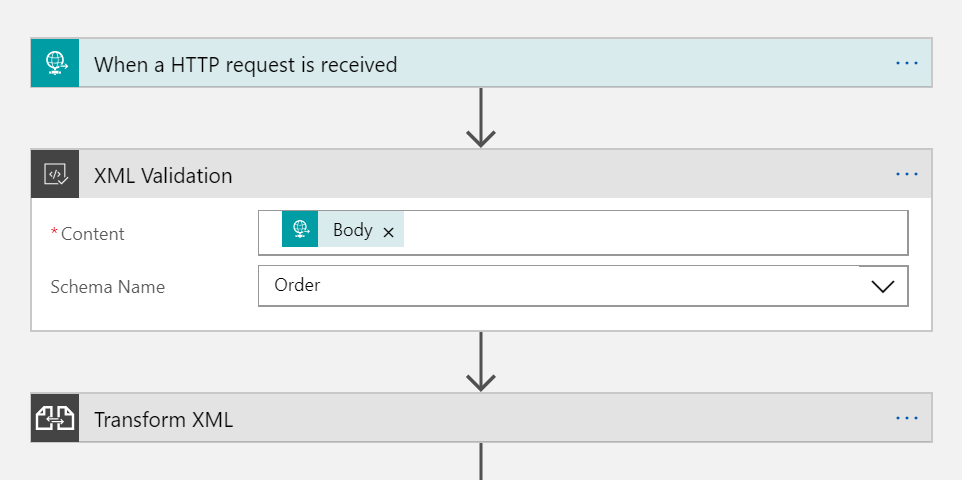 When a HTTP request is received
...
XML Validation
...
* Content
Body ×
Schema Name
Order
Transform XML
...